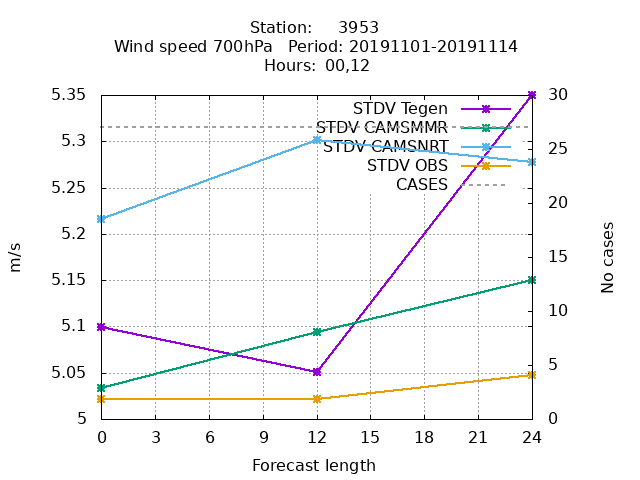 Station: 3953
Wind speed 700hPa Period: 20191101-20191114
Hours: 00,12
5.35
5.3
5.25
5.2
5.15
5.1
5.05
5
m/s
STDV Tegen
STDV CAMSMMR
STDV CAMSNRT
STDV OBS
CASES
30
25
20
15
10
5
0
No cases
0 3 6 9 12 15 18 21 24
Forecast length